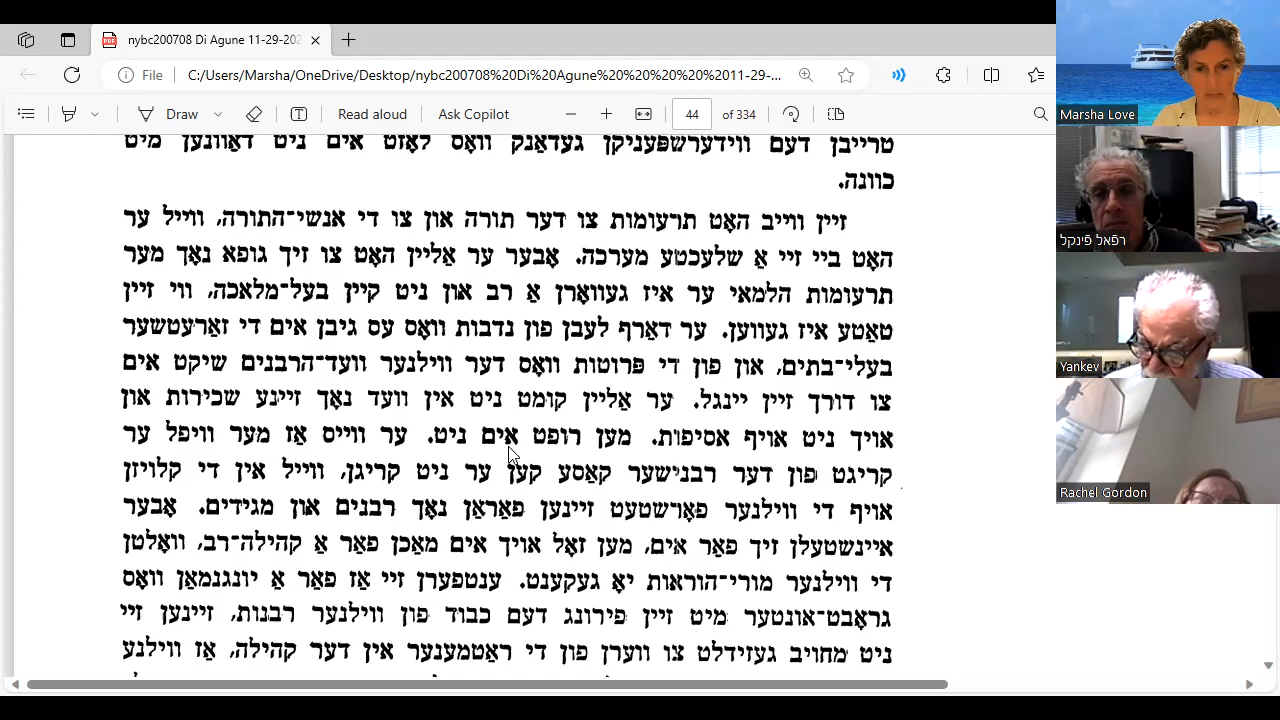 nybc200708 Di Agune 11-29-202
File
C:/Users/Marsha/OneDrive/Desktop/nybc200708%20Di%20Agune%20%20%20%20%2011-29-...
Draw
Read aloud
Ask Copilot
44
of 334
טרייבן דעם ווידערשפּעניקן געדאַנק וואָס לאָזט אים ניט דאַוונען מיט
כוונה.
זיין ווייב האָט תרעומות צו דער תורה און צו די אנשי־התורה, ווייל ער
האָט ביי זיי אַ שלעכטע מערכה. אָבער ער אַליין האָט צו זיך גופא נאָך מער
תרעומות הלמאי ער איז געוואָרן אַ רב און ניט קיין בעל־מלאכה, ווי זיין
טאַטע איז געווען. ער דאַרף לעבן פון נדבות וואָס עס גיבן אים די זאַרעטשער
בעלי־בתים, און פון די פּרוטות וואָס דער ווילנער וועד־הרבנים שיקט אים
צו דורך זיין יינגל. ער אַליין קומט ניט אין וועד נאָך זיינע שכירות און
אויך ניט אויף אסיפות. מען רופט אים ניט. ער ווייס אַז מער וויפל ער
קריגט פון דער רבנישער קאַסע קען ער ניט קריגן, ווייל אין די קלויזן
אויף די ווילנער פאָרשטעט זיינען פאַראַן נאָך רבנים און מגידים. אָבער
איינשטעלן זיך פאַר אים, מען זאָל אויך אים מאַכן פאַר אַ קהילה־רב, וואָלטן
די ווילנער מורי־הוראות יאָ געקענט. ענטפערן זיי אַז פאַר אַ יונגנמאַן וואָס
גראָבט־אונטער מיט זיין פירונג דעם כבוד פון ווילנער רבנות, זיינען זיי
ניט מחויב געזידלט צו ווערן פון די ראַטמענער אין דער קהילה, אַז ווילנע
Marsha Love
רפֿאל פֿינקל
Yankev
Rachel Gordon